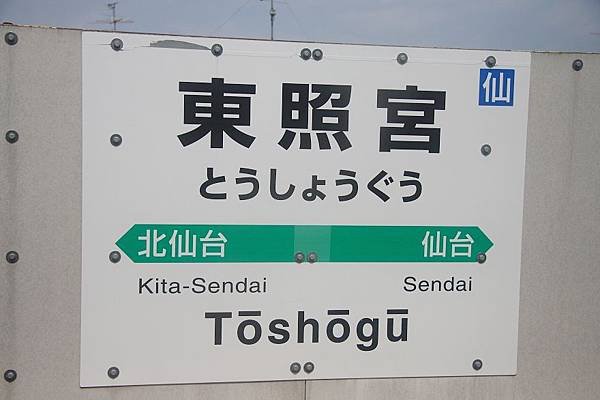 仙
東照宮
とうしょうぐう
北仙台 仙台
Kita-Sendai Sendai
Tōshōgū